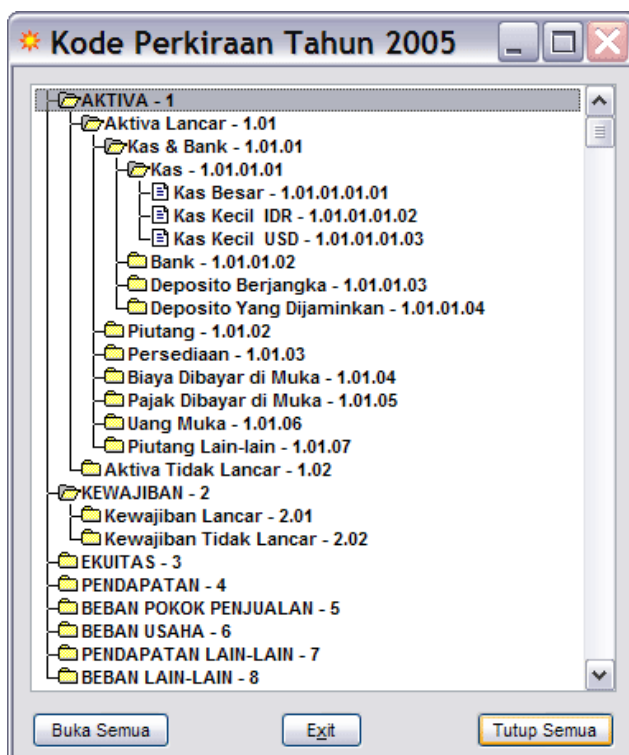 Kode Perkiraan Tahun 2005
AKTIVA - 1
Aktiva Lancar - 1.01
Kas & Bank - 1.01.01
Kas - 1.01.01.01
Kas Besar - 1.01.01.01.01
Kas Kecil  IDR - 1.01.01.01.02
Kas Kecil  USD - 1.01.01.01.03
Bank - 1.01.01.02
Deposito Berjangka - 1.01.01.03
Deposito Yang Dijaminkan - 1.01.01.04
Piutang - 1.01.02
Persediaan - 1.01.03
Biaya Dibayar di Muka - 1.01.04
Pajak Dibayar di Muka - 1.01.05
Uang Muka - 1.01.06
Piutang Lain-lain - 1.01.07
Aktiva Tidak Lancar - 1.02
KEWAJIBAN - 2
Kewajiban Lancar - 2.01
Kewajiban Tidak Lancar - 2.02
EKUITAS - 3
PENDAPATAN - 4
BEBAN POKOK PENJUALAN - 5
BEBAN USAHA - 6
PENDAPATAN LAIN-LAIN - 7
BEBAN LAIN-LAIN - 8
Buka Semua Exit Tutup Semua